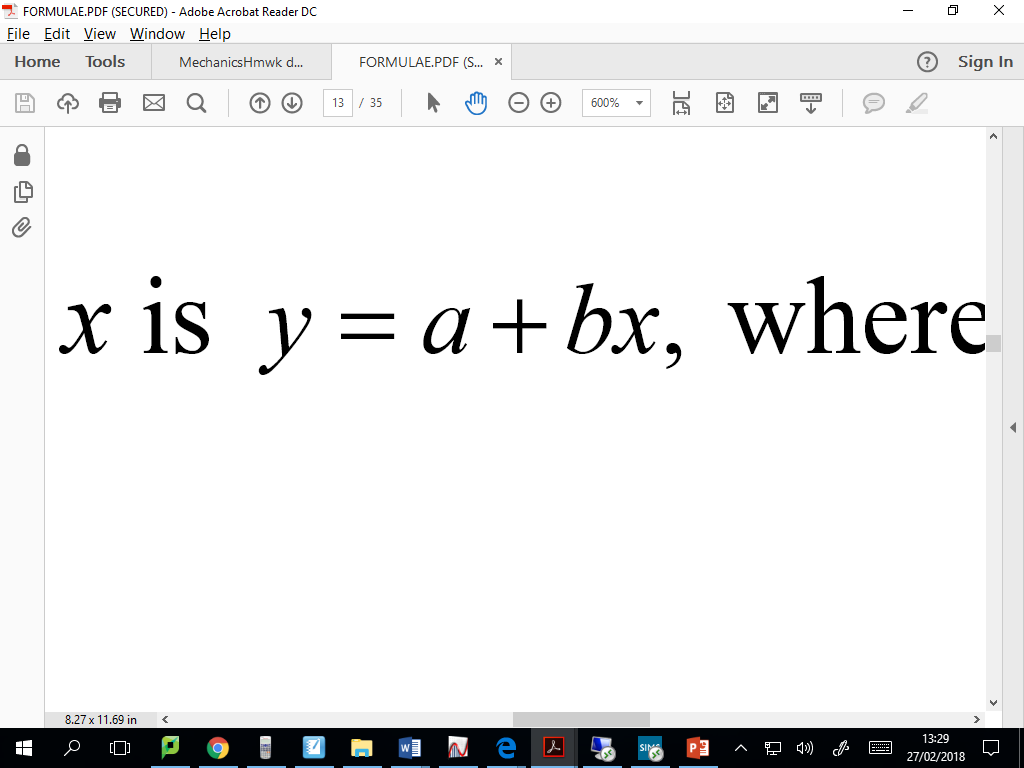 FORMULAE.PDF (SECURED) - Adobe Acrobat Reader DC
File Edit View Window Help
Home Tools MechanicsHmwk d... FORMULAE.PDF (S... × ? Sign In
13 / 35 600%
x is y = a + bx, where
8.27 x 11.69 in
SIMS
13:29
27/02/2018